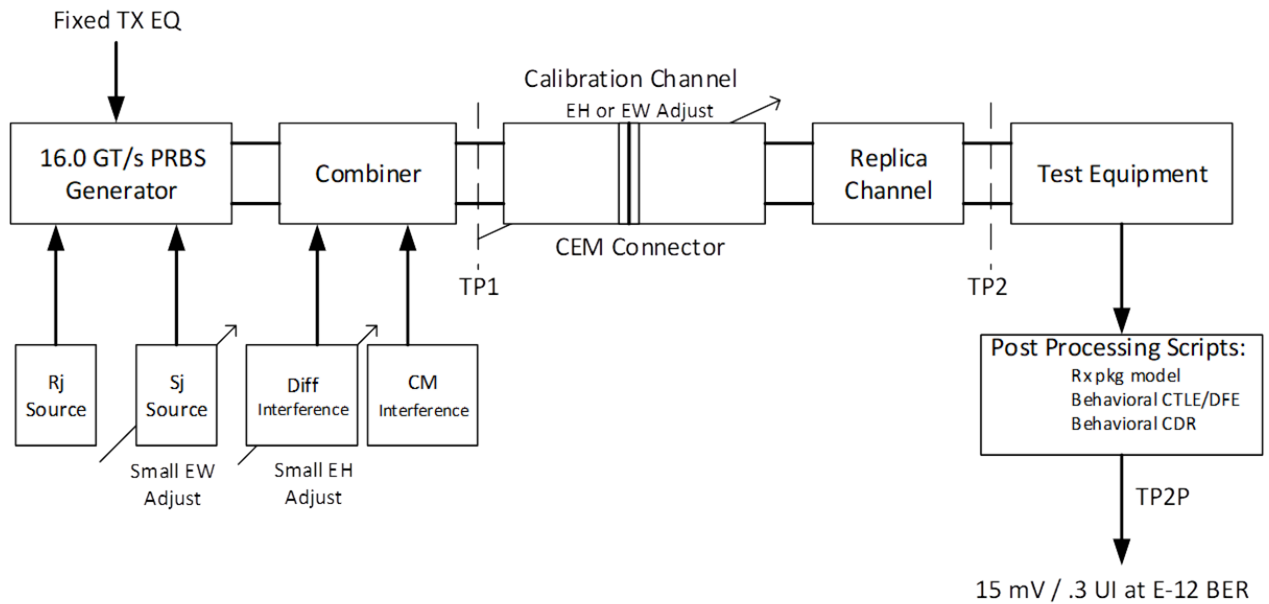 Fixed TX EQ
Calibration Channel
EH or EW Adjust
16.0 GT/s PRBS
Generator
Combiner
Replica
Channel
Test Equipment
CEM Connector
TP1
TP2
Rj
Source
Sj
Source
Diff
Interference
CM
Interference
Small EW
Adjust
Small EH
Adjust
Post Processing Scripts:
Rx pkg model
Behavioral CTLE/DFE
Behavioral CDR
TP2P
15 mV / .3 UI at E-12 BER